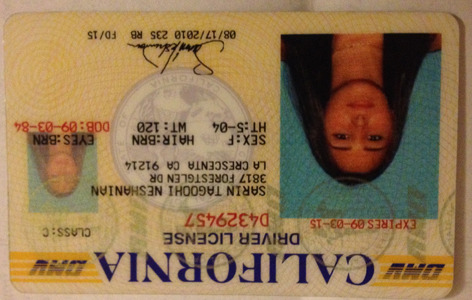 CALIFORNIA
DMV
DMV
DRIVER LICENSE
EXPIRES:09-03-15
D4329457
CLASS:C
SARIN TAGOOHI NESHANIAN
3817 FORESTGLEN DR
LA CRESCENTA CA 91214
SEX:F HAIR:BRN EYES:BRN
HT:5-04 WT:120 DOB:09-03-84
08/17/2010 235 RB FD/15